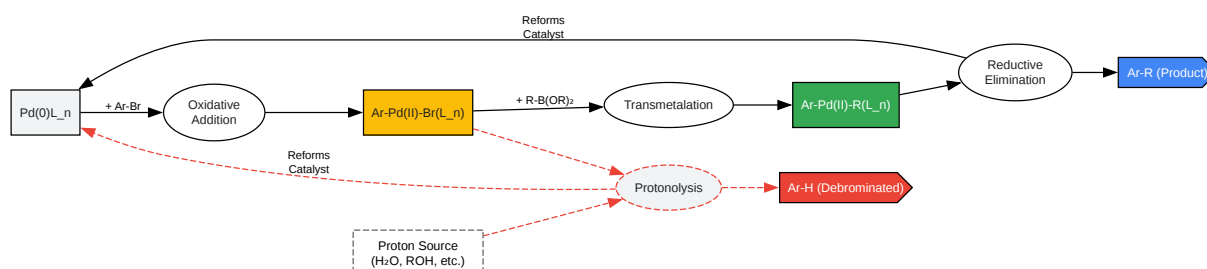 Reforms
Catalyst
Pd(0)L_n
+ Ar-Br
Oxidative
Addition
Ar-Pd(II)-Br(L_n)
+ R-B(OR)₂
Transmetalation
Ar-Pd(II)-R(L_n)
Reductive
Elimination
Ar-R (Product)
Reforms
Catalyst
Protonolysis
Ar-H (Debrominated)
Proton Source
(H₂O, ROH, etc.)